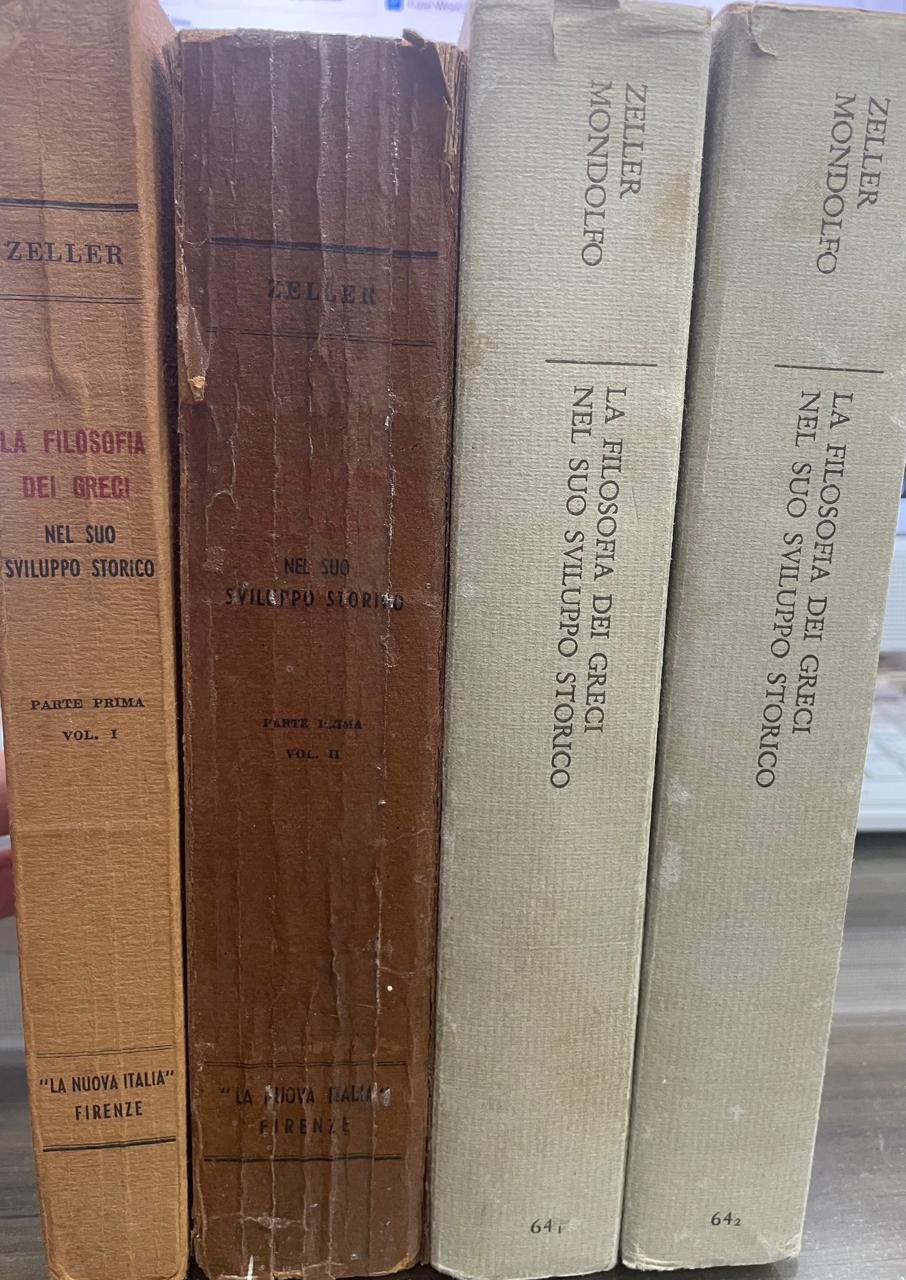 ZELLER
LA FILOSOFIA
DEI GRECI
NEL SUO
SVILUPPO STORICO
PARTE PRIMA
VOL. I
"LA NUOVA ITALIA"
FIRENZE
ZELLER
NEL SUO
SVILUPPO STORICO
PARTE PRIMA
VOL. II
"LA NUOVA ITALIA"
FIRENZE
ZELLER
MONDOLFO
LA FILOSOFIA DEI GRECI
NEL SUO SVILUPPO STORICO
64₁
ZELLER
MONDOLFO
LA FILOSOFIA DEI GRECI
NEL SUO SVILUPPO STORICO
64₂